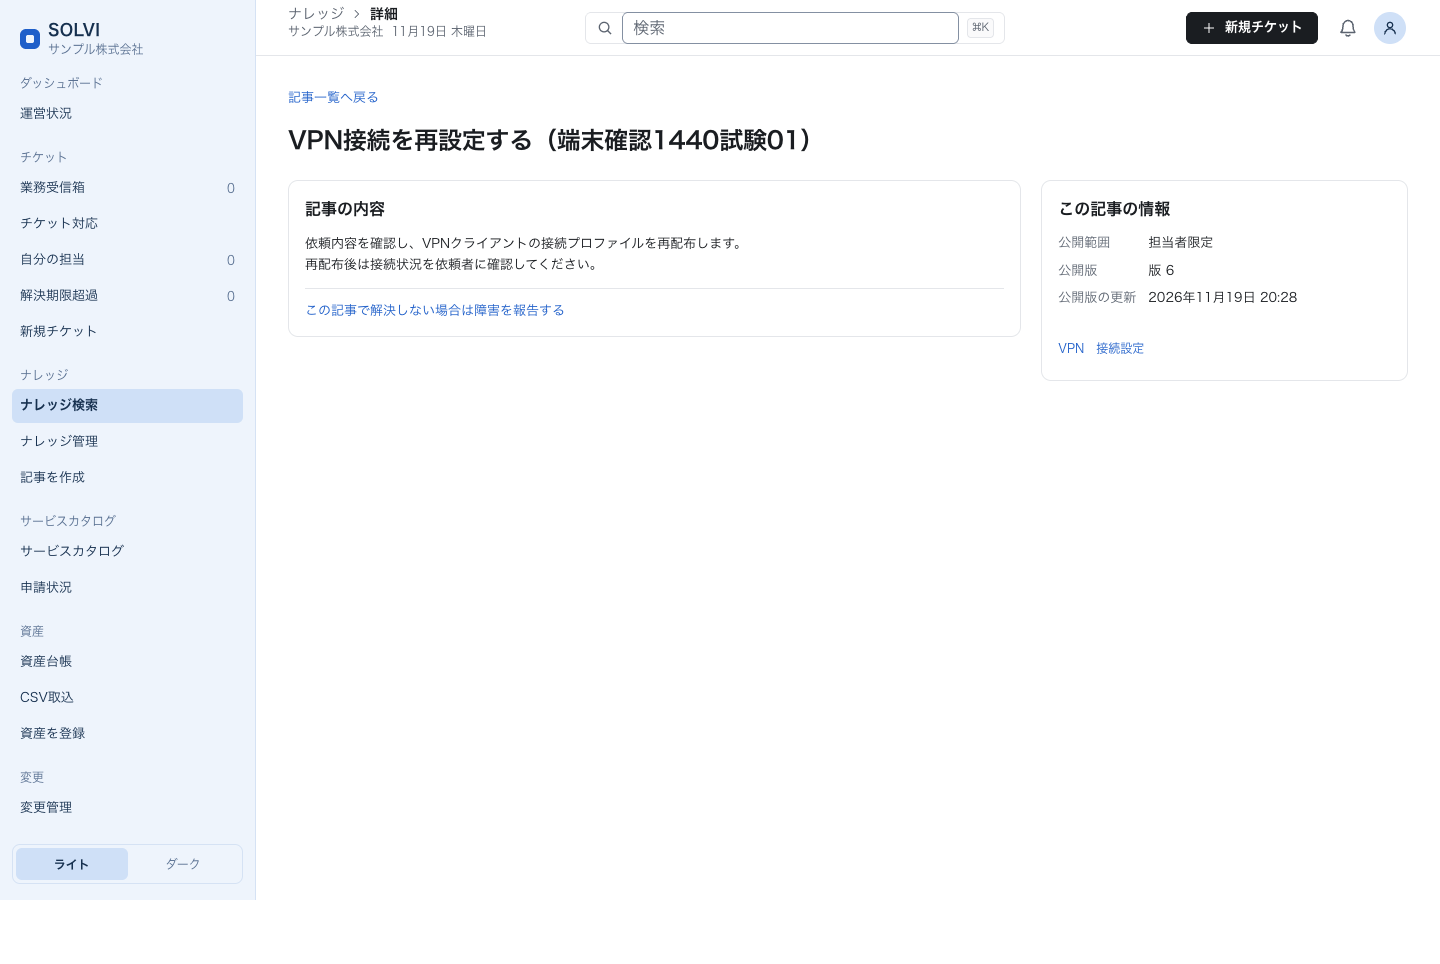 SOLVI
サンプル株式会社
ダッシュボード
運営状況
チケット
業務受信箱 0
チケット対応
自分の担当 0
解決期限超過 0
新規チケット
ナレッジ
ナレッジ検索
ナレッジ管理
記事を作成
サービスカタログ
サービスカタログ
申請状況
資産
資産台帳
CSV取込
資産を登録
変更
変更管理
ライト ダーク
ナレッジ > 詳細
サンプル株式会社 11月19日 木曜日
検索 ⌘K
+ 新規チケット
記事一覧へ戻る
VPN接続を再設定する（端末確認1440試験01）
記事の内容
依頼内容を確認し、VPNクライアントの接続プロファイルを再配布します。
再配布後は接続状況を依頼者に確認してください。
この記事で解決しない場合は障害を報告する
この記事の情報
公開範囲 担当者限定
公開版 版 6
公開版の更新 2026年11月19日 20:28
VPN 接続設定